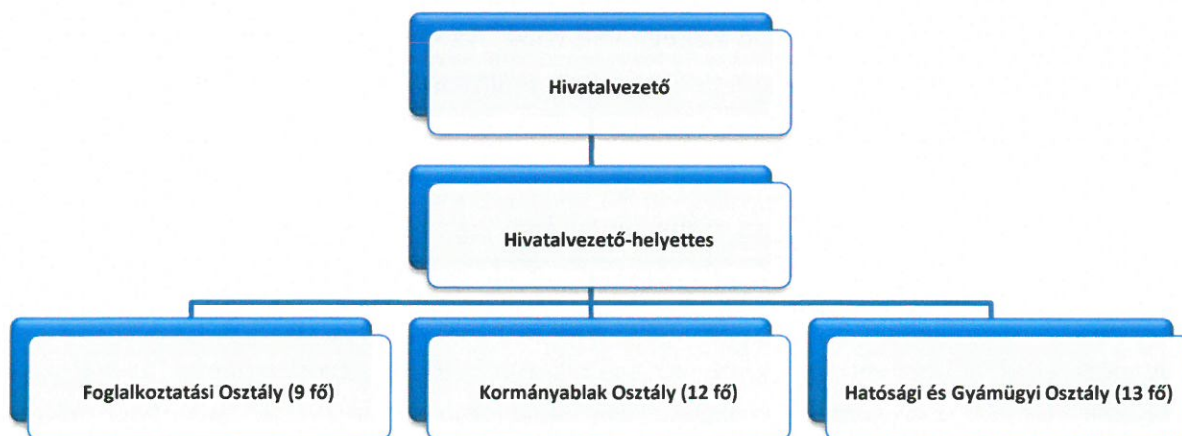 Hivatalvezető
Hivatalvezető-helyettes
Foglalkoztatási Osztály (9 fő)
Kormányablak Osztály (12 fő)
Hatósági és Gyámügyi Osztály (13 fő)